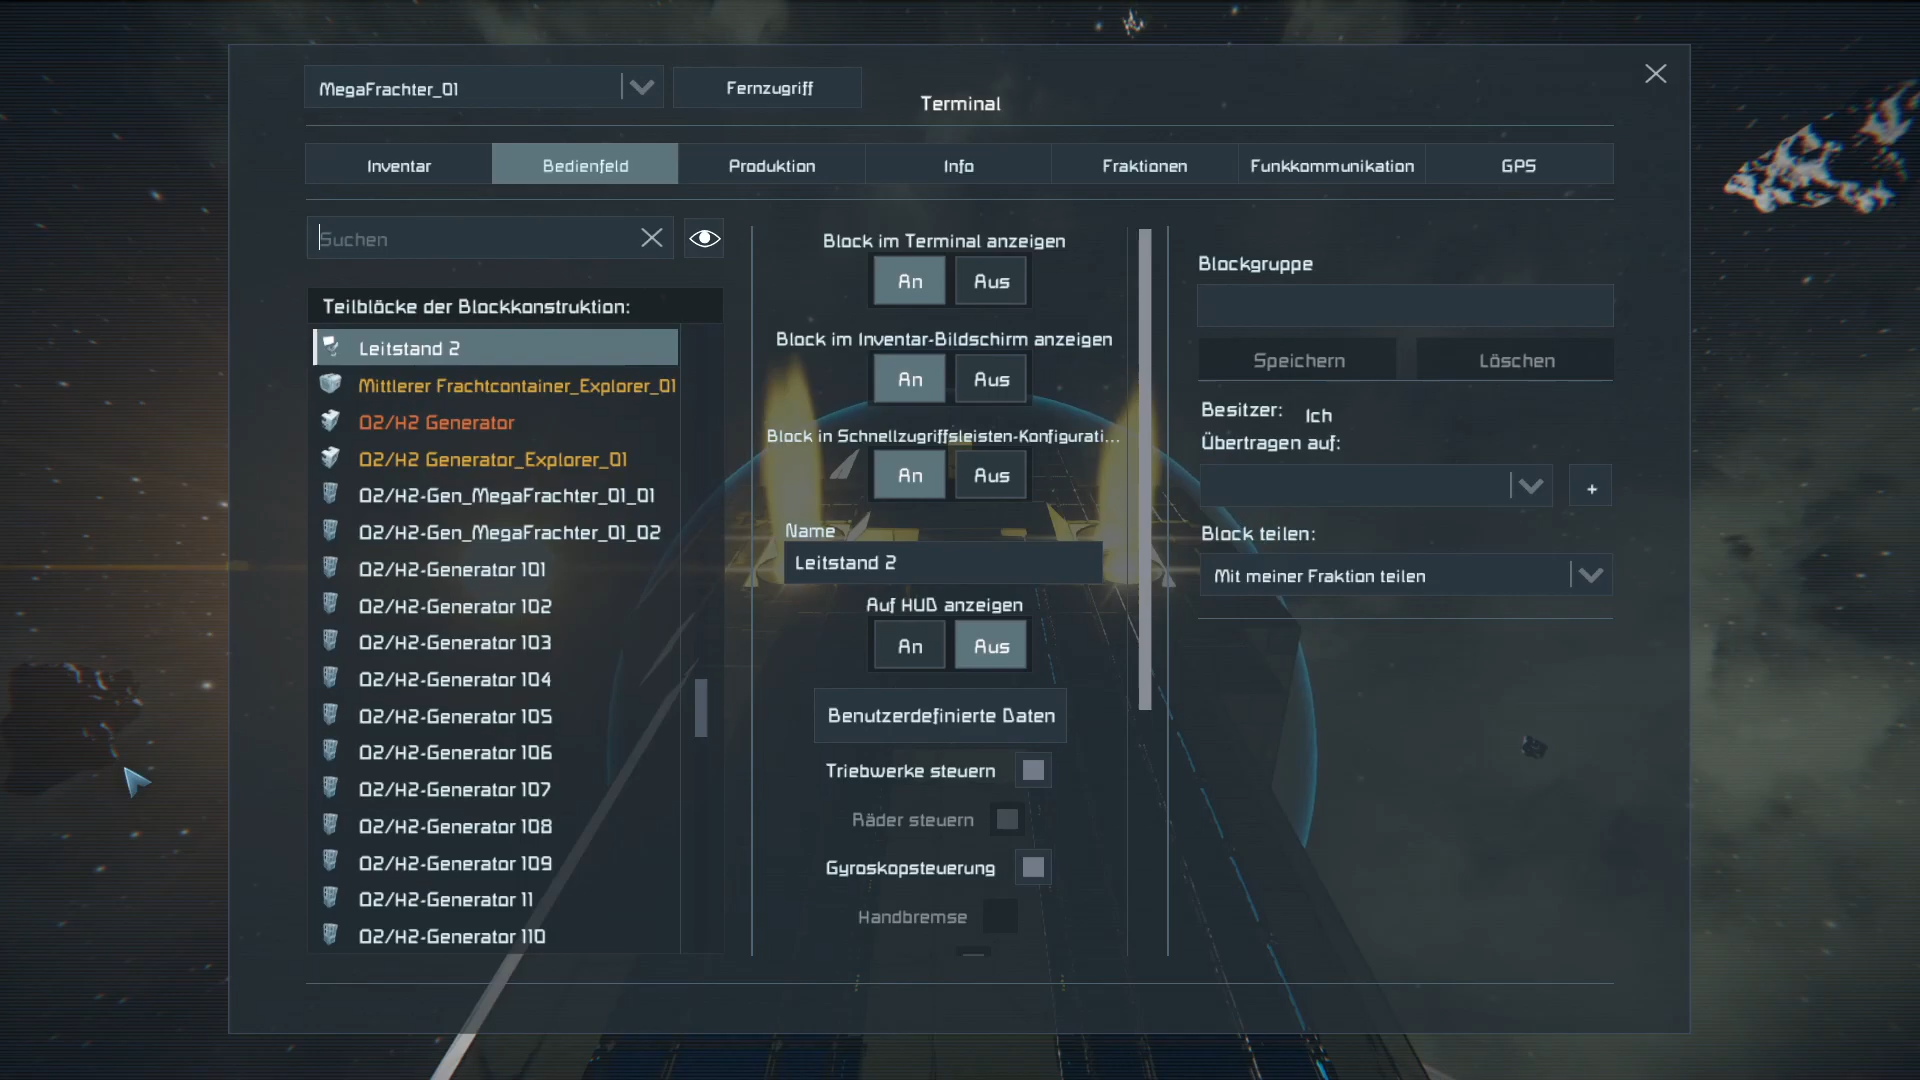 MegaFrachter_01
Fernzugriff
Terminal
Inventar
Bedienfeld
Produktion
Info
Fraktionen
Funkkommunikation
GPS
Suchen
Teilblöcke der Blockkonstruktion:
Leitstand 2
Mittlerer Frachtcontainer_Explorer_01
O2/H2 Generator
O2/H2 Generator_Explorer_01
O2/H2-Gen_MegaFrachter_01_01
O2/H2-Gen_MegaFrachter_01_02
O2/H2-Generator 101
O2/H2-Generator 102
O2/H2-Generator 103
O2/H2-Generator 104
O2/H2-Generator 105
O2/H2-Generator 106
O2/H2-Generator 107
O2/H2-Generator 108
O2/H2-Generator 109
O2/H2-Generator 11
O2/H2-Generator 110
Block im Terminal anzeigen
An Aus
Block im Inventar-Bildschirm anzeigen
An Aus
Block in Schnellzugriffsleisten-Konfigurati...
An Aus
Name
Leitstand 2
Auf HUD anzeigen
An Aus
Benutzerdefinierte Daten
Triebwerke steuern
Räder steuern
Gyroskopsteuerung
Handbremse
Blockgruppe
Speichern
Löschen
Besitzer: Ich
Übertragen auf:
+
Block teilen:
Mit meiner Fraktion teilen